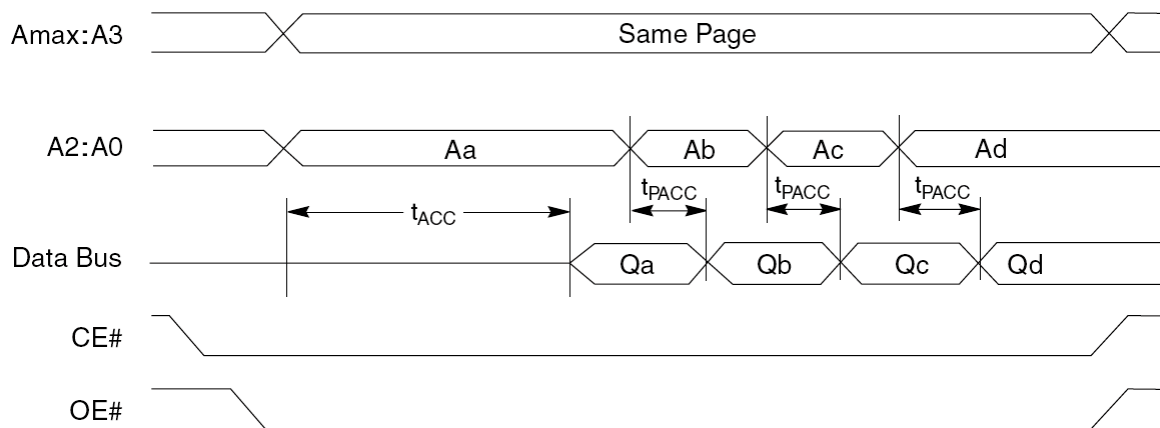 Amax:A3 Same Page
A2:A0 Aa Ab Ac Ad
tACC tPACC tPACC tPACC
Data Bus Qa Qb Qc Qd
CE#
OE#